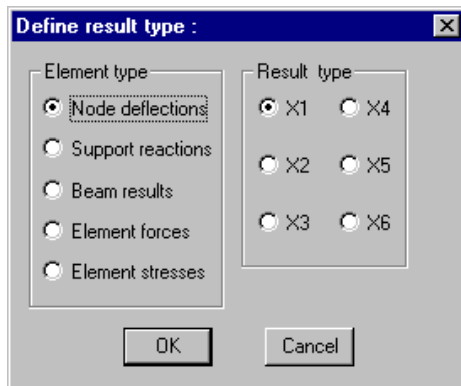 Define result type :
Element type
Node deflections
Support reactions
Beam results
Element forces
Element stresses
Result type
X1 X4
X2 X5
X3 X6
OK Cancel